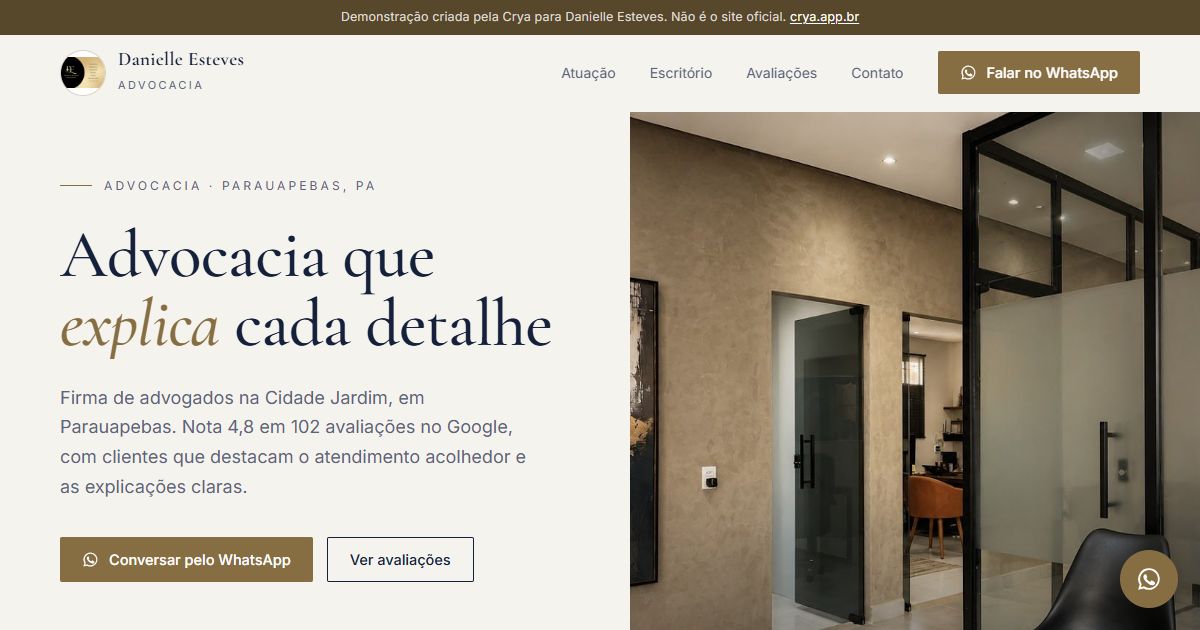 Demonstração criada pela Crya para Danielle Esteves. Não é o site oficial. crya.app.br
Danielle Esteves
ADVOCACIA
Atuação
Escritório
Avaliações
Contato
Falar no WhatsApp
ADVOCACIA · PARAUAPEBAS, PA
Advocacia que
explica cada detalhe
Firma de advogados na Cidade Jardim, em
Parauapebas. Nota 4,8 em 102 avaliações no Google,
com clientes que destacam o atendimento acolhedor e
as explicações claras.
Conversar pelo WhatsApp
Ver avaliações